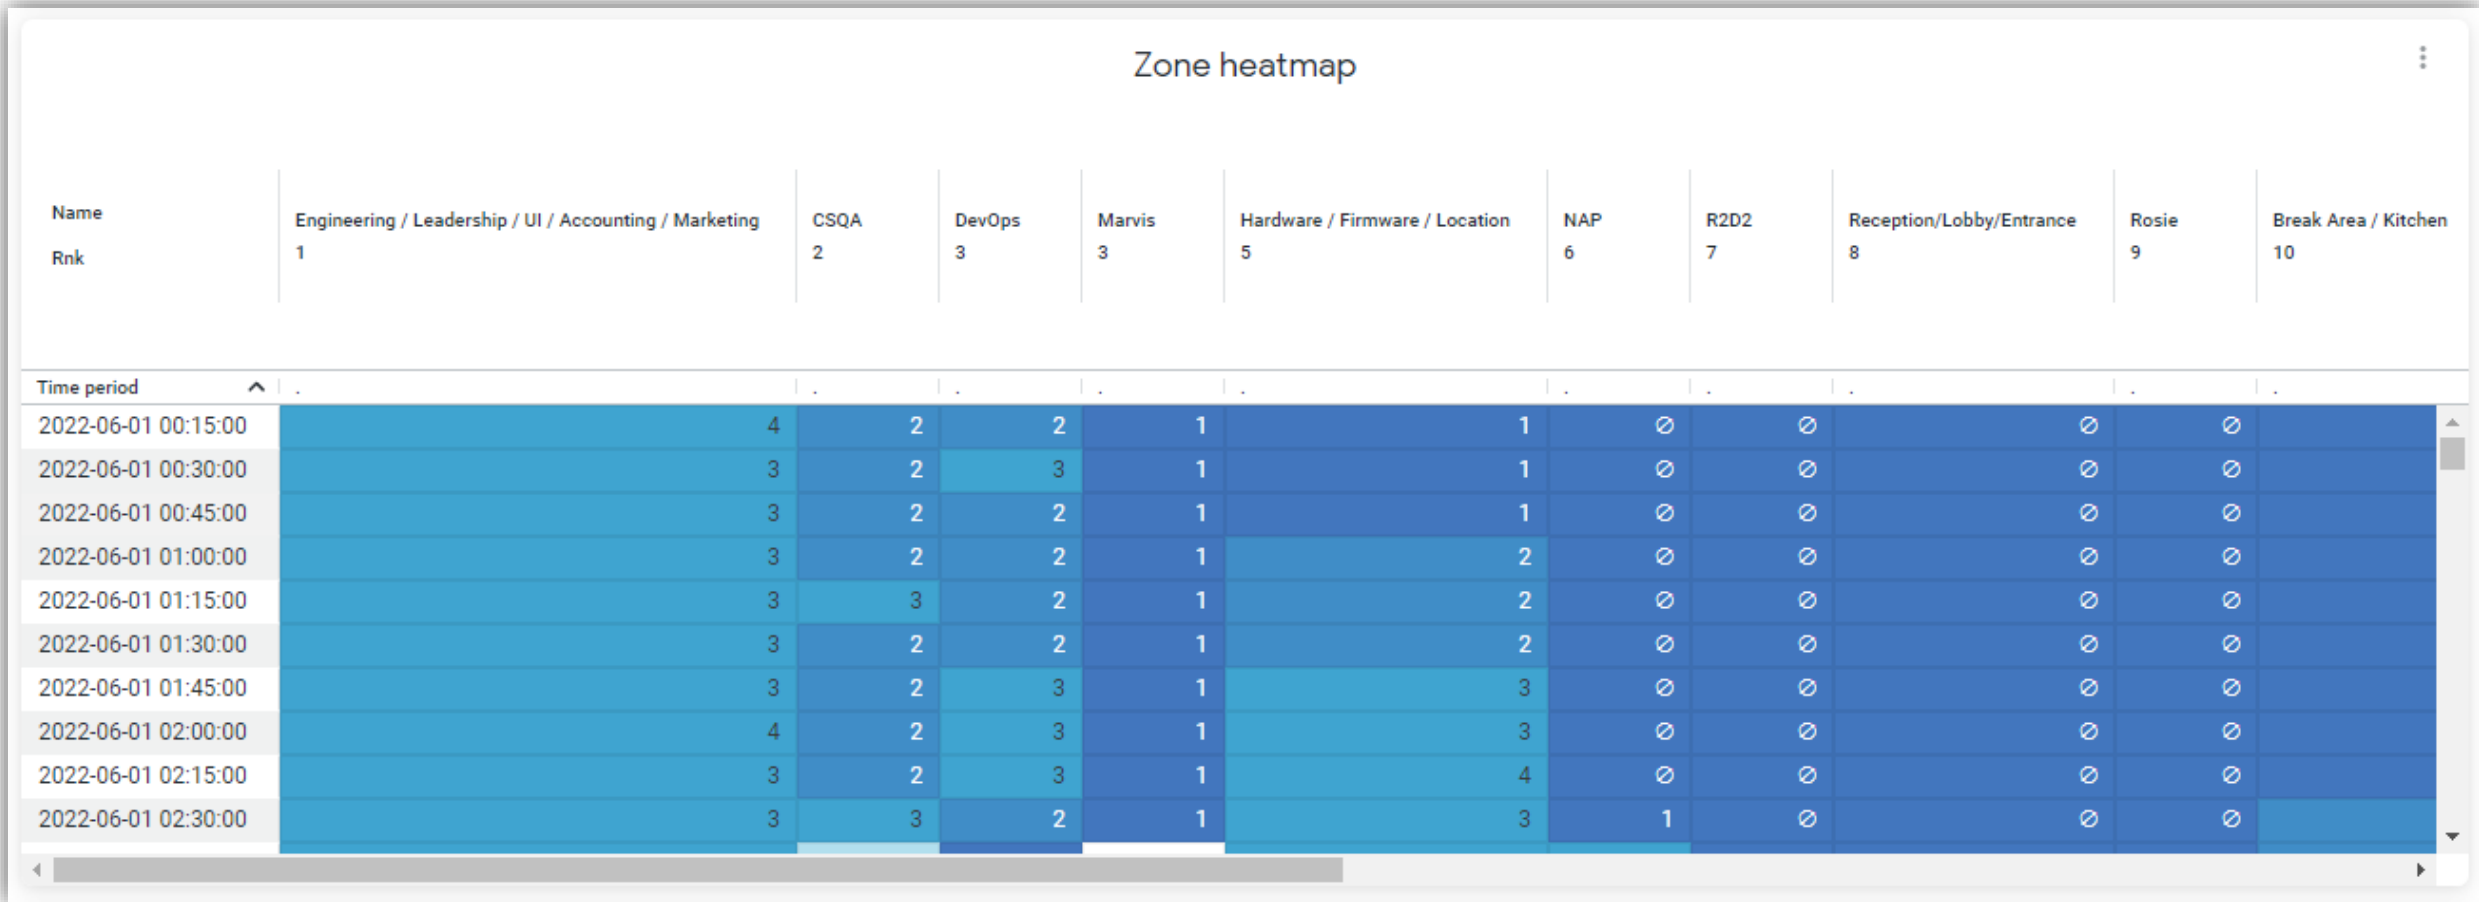 Zone heatmap
Name Engineering / Leadership / UI / Accounting / Marketing CSQA DevOps Marvis Hardware / Firmware / Location NAP R2D2 Reception/Lobby/Entrance Rosie Break Area / Kitchen
Rnk 1 2 3 3 5 6 7 8 9 10
Time period . . . . . . . . . .
2022-06-01 00:15:00 4 2 2 1 1 ∅ ∅ ∅ ∅
2022-06-01 00:30:00 3 2 3 1 1 ∅ ∅ ∅ ∅
2022-06-01 00:45:00 3 2 2 1 1 ∅ ∅ ∅ ∅
2022-06-01 01:00:00 3 2 2 1 2 ∅ ∅ ∅ ∅
2022-06-01 01:15:00 3 3 2 1 2 ∅ ∅ ∅ ∅
2022-06-01 01:30:00 3 2 2 1 2 ∅ ∅ ∅ ∅
2022-06-01 01:45:00 3 2 3 1 3 ∅ ∅ ∅ ∅
2022-06-01 02:00:00 4 2 3 1 3 ∅ ∅ ∅ ∅
2022-06-01 02:15:00 3 2 3 1 4 ∅ ∅ ∅ ∅
2022-06-01 02:30:00 3 3 2 1 3 1 ∅ ∅ ∅